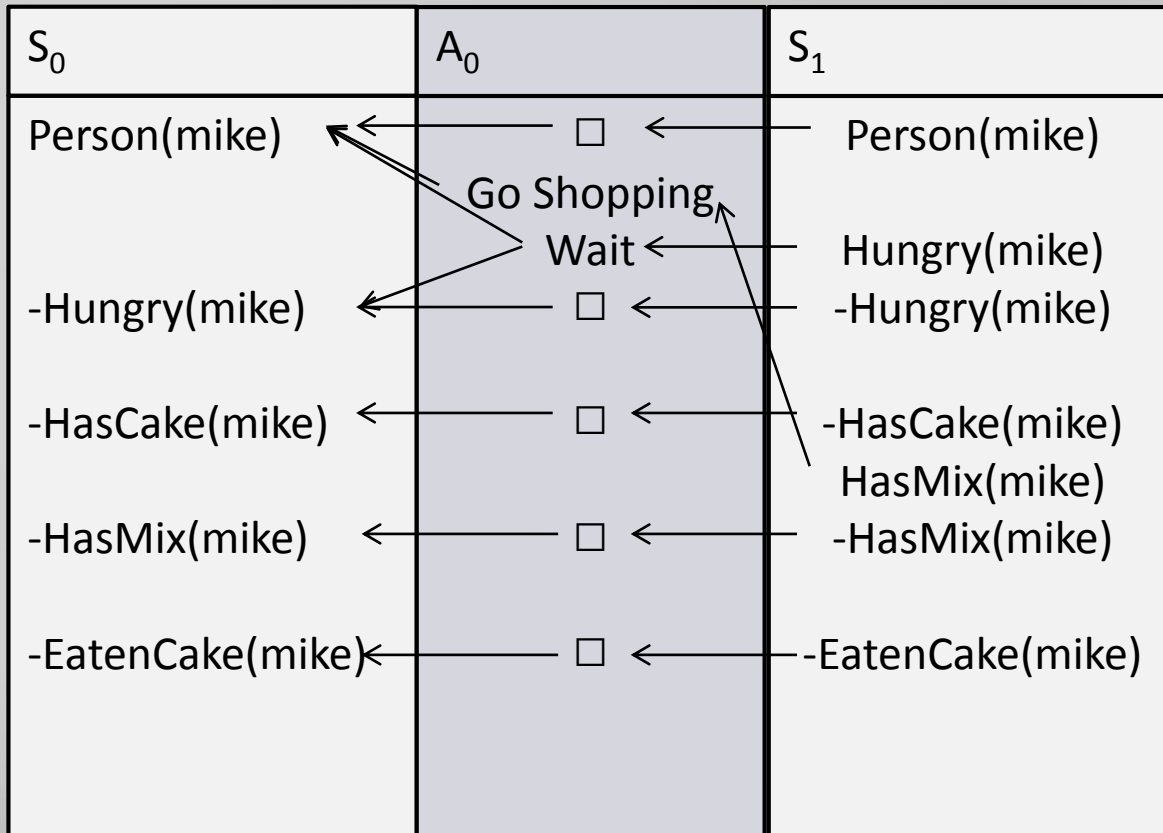 S₀ A₀ S₁
Person(mike) □ Person(mike)
Go Shopping
Wait Hungry(mike)
-Hungry(mike) □ -Hungry(mike)
-HasCake(mike) □ -HasCake(mike)
HasMix(mike)
-HasMix(mike) □ -HasMix(mike)
-EatenCake(mike) □ -EatenCake(mike)